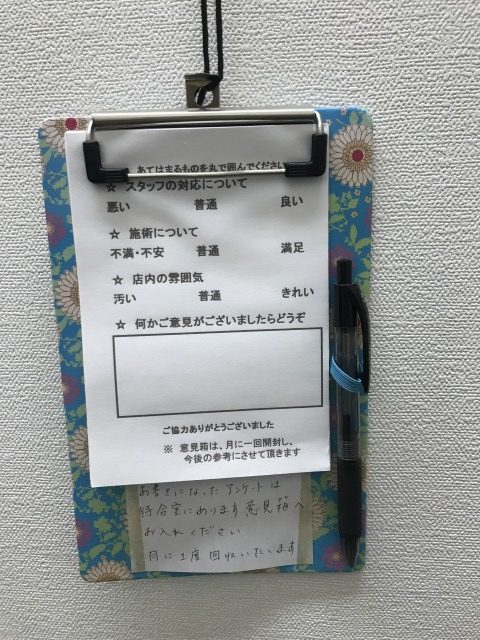 あてはまるものを丸で囲んでください
☆ スタッフの対応について
悪い 普通 良い
☆ 施術について
不満・不安 普通 満足
☆ 店内の雰囲気
汚い 普通 きれい
☆ 何かご意見がございましたらどうぞ
ご協力ありがとうございました
※ 意見箱は、月に一回開封し、
今後の参考にさせて頂きます
お書きになったアンケートは
待合室にあります意見箱へ
お入れください
月に1度回収いたします